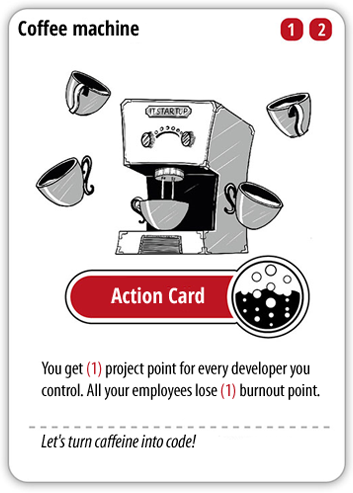 Coffee machine
1 2
IT STARTUP
Action Card
You get (1) project point for every developer you
control. All your employees lose (1) burnout point.
Let's turn caffeine into code!